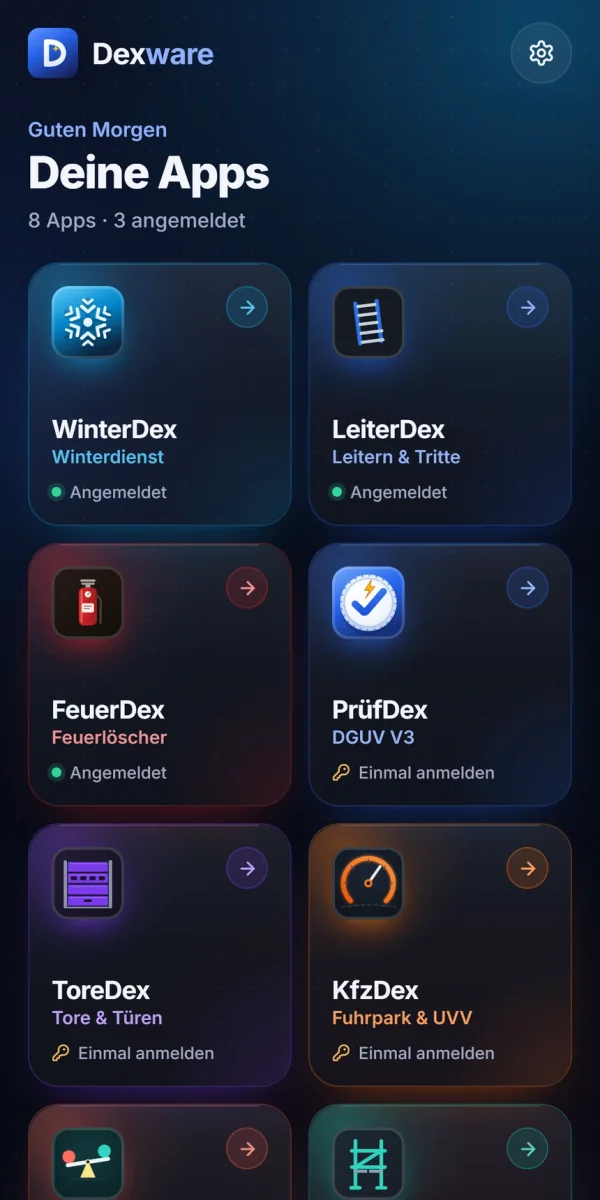 Dexware
Guten Morgen
Deine Apps
8 Apps · 3 angemeldet
WinterDex
Winterdienst
Angemeldet
LeiterDex
Leitern & Tritte
Angemeldet
FeuerDex
Feuerlöscher
Angemeldet
PrüfDex
DGUV V3
Einmal anmelden
ToreDex
Tore & Türen
Einmal anmelden
KfzDex
Fuhrpark & UVV
Einmal anmelden